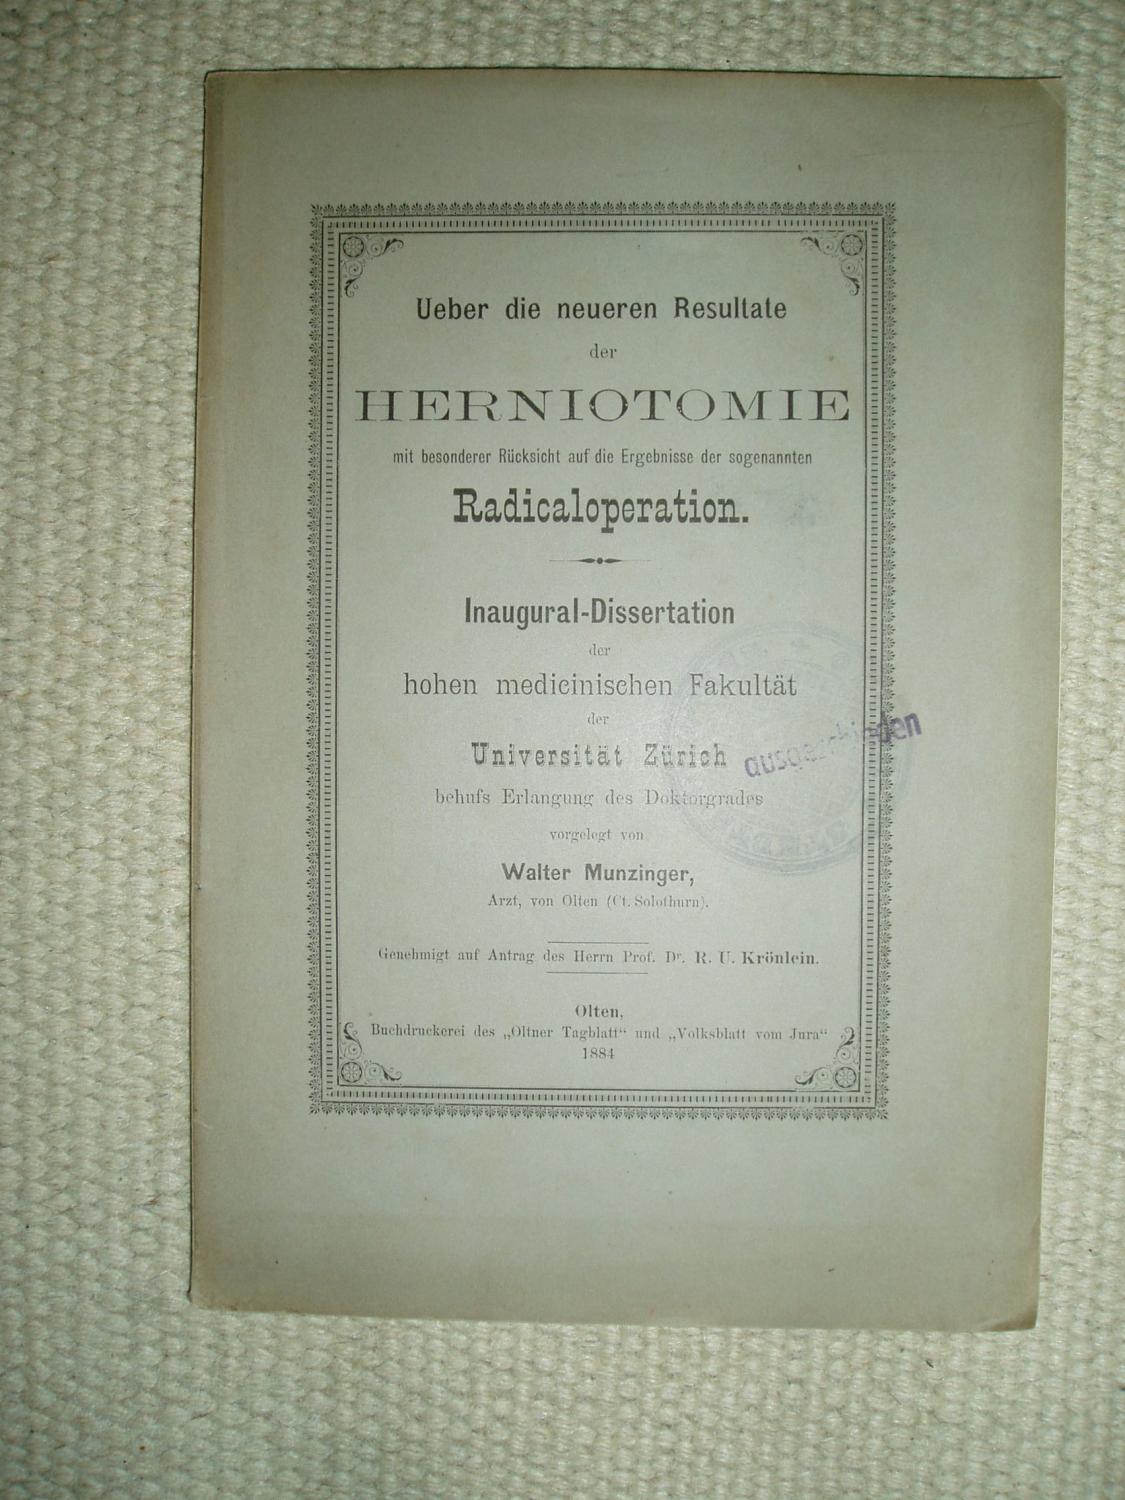 Ueber die neueren Resultate
der
HERNIOTOMIE
mit besonderer Rücksicht auf die Ergebnisse der sogenannten
Radicaloperation.
Inaugural-Dissertation
der
hohen medicinischen Fakultät
der
Universität Zürich
ausgeschieden
behufs Erlangung des Doktorgrades
vorgelegt von
Walter Munzinger,
Arzt, von Olten (Ct. Solothurn).
Genehmigt auf Antrag des Herrn Prof. Dr. R. U. Krönlein.
Olten,
Buchdruckerei des „Oltner Tagblatt“ und „Volksblatt vom Jura“
1884